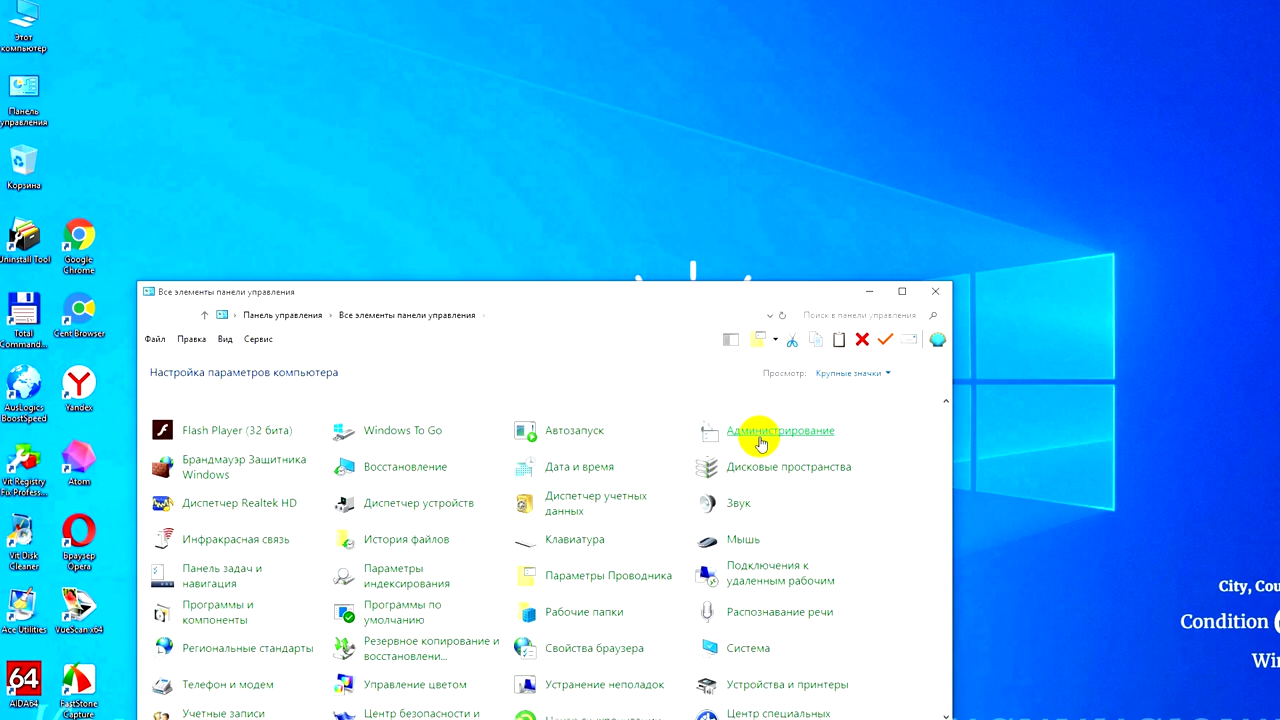 Этот
компьютер
Панель
управления
Корзина
Uninstall Tool
Google
Chrome
Total
Command...
Cent Browser
AusLogics
BoostSpeed
Yandex
Vit Registry
Fix Profess...
Atom
Vit Disk
Cleaner
Браузер
Opera
Ace Utilities
VueScan x64
64
AIDA64
FastStone
Capture
Все элементы панели управления
Панель управления › Все элементы панели управления
Поиск в панели управления
Файл Правка Вид Сервис
Настройка параметров компьютера
Просмотр: Крупные значки
Flash Player (32 бита)
Windows To Go
Автозапуск
Администрирование
Брандмауэр Защитника
Windows
Восстановление
Дата и время
Дисковые пространства
Диспетчер Realtek HD
Диспетчер устройств
Диспетчер учетных
данных
Звук
Инфракрасная связь
История файлов
Клавиатура
Мышь
Панель задач и
навигация
Параметры
индексирования
Параметры Проводника
Подключения к
удаленным рабочим
Программы и
компоненты
Программы по
умолчанию
Рабочие папки
Распознавание речи
Региональные стандарты
Резервное копирование и
восстановлени...
Свойства браузера
Система
Телефон и модем
Управление цветом
Устранение неполадок
Устройства и принтеры
Учетные записи
Центр безопасности и
Центр специальных
City, Cou
Condition (
Wi